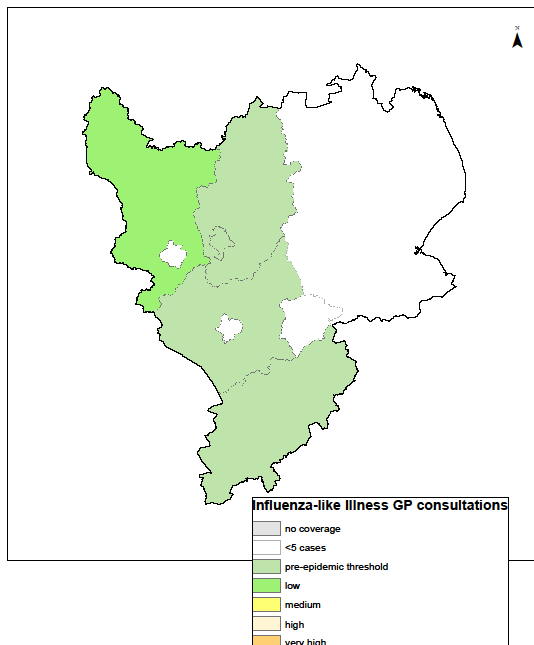 Influenza-like Illness GP consultations
no coverage
<5 cases
pre-epidemic threshold
low
medium
high
very high